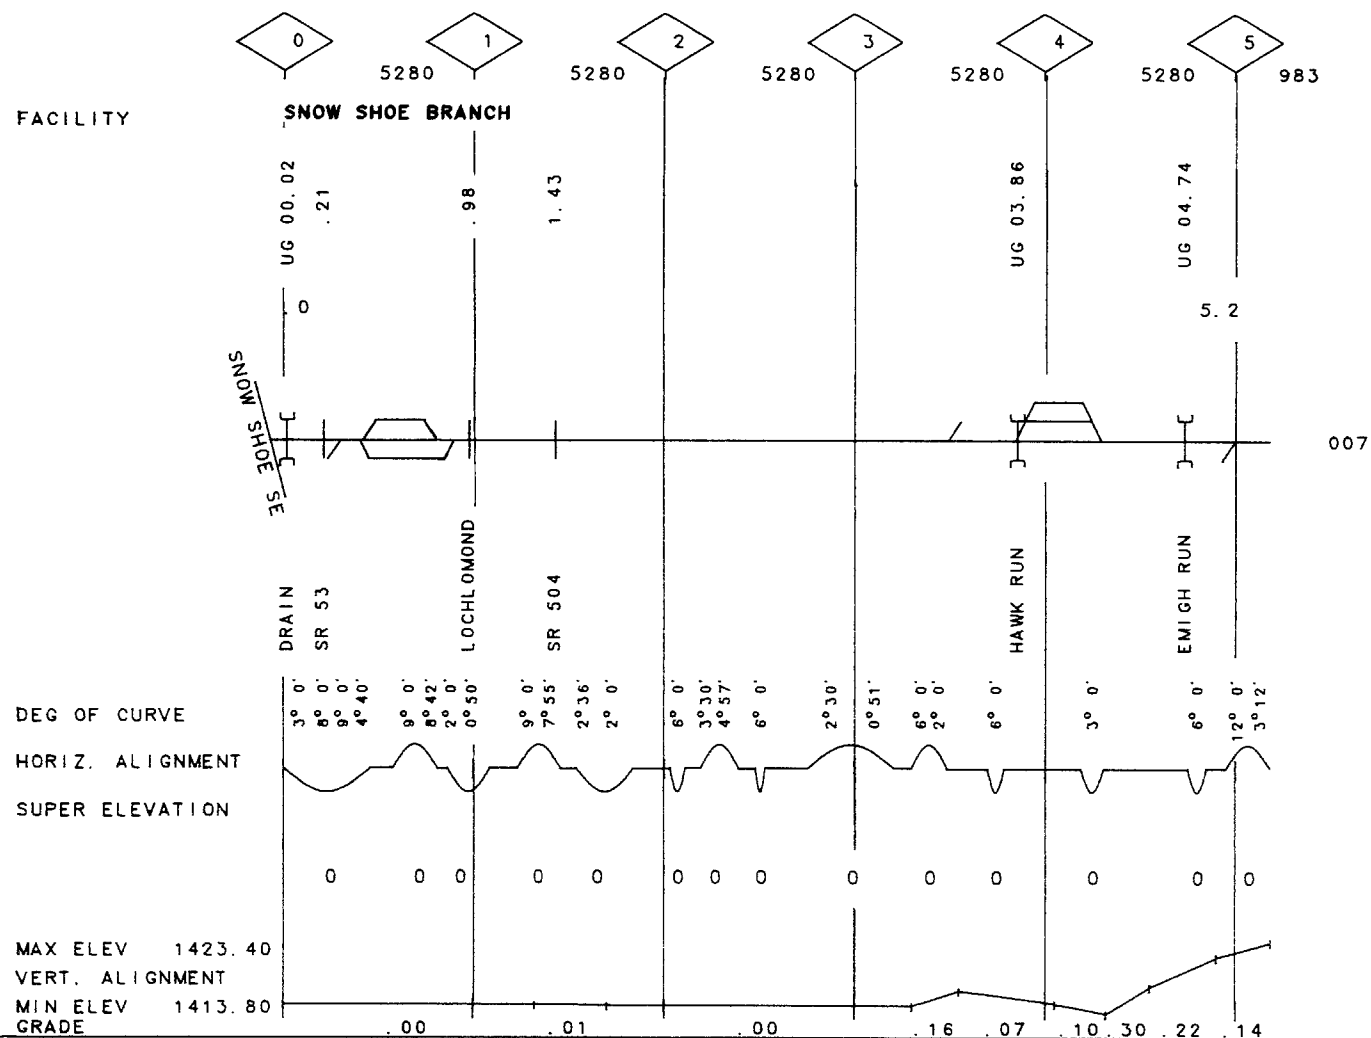 0 1 2 3 4 5
5280 5280 5280 5280 5280 983
FACILITY
SNOW SHOE BRANCH
UG 00.02
.21
.98
1.43
UG 03.86
UG 04.74
0
5.2
SNOW SHOE SE
007
DRAIN
SR 53
LOCHLOMOND
SR 504
HAWK RUN
EMIGH RUN
DEG OF CURVE
3° 0'
8° 0'
9° 0'
4° 40'
9° 0'
8° 42'
2° 0'
0° 50'
9° 0'
7° 55'
2° 36'
2° 0'
6° 0'
3° 30'
4° 57'
6° 0'
2° 30'
0° 51'
6° 0'
2° 0'
6° 0'
3° 0'
6° 0'
12° 0'
3° 12'
HORIZ. ALIGNMENT
SUPER ELEVATION
0 0 0 0 0 0 0 0 0 0 0 0 0 0
MAX ELEV 1423.40
VERT. ALIGNMENT
MIN ELEV 1413.80
GRADE .00 .01 .00 .16 .07 .10 .30 .22 .14